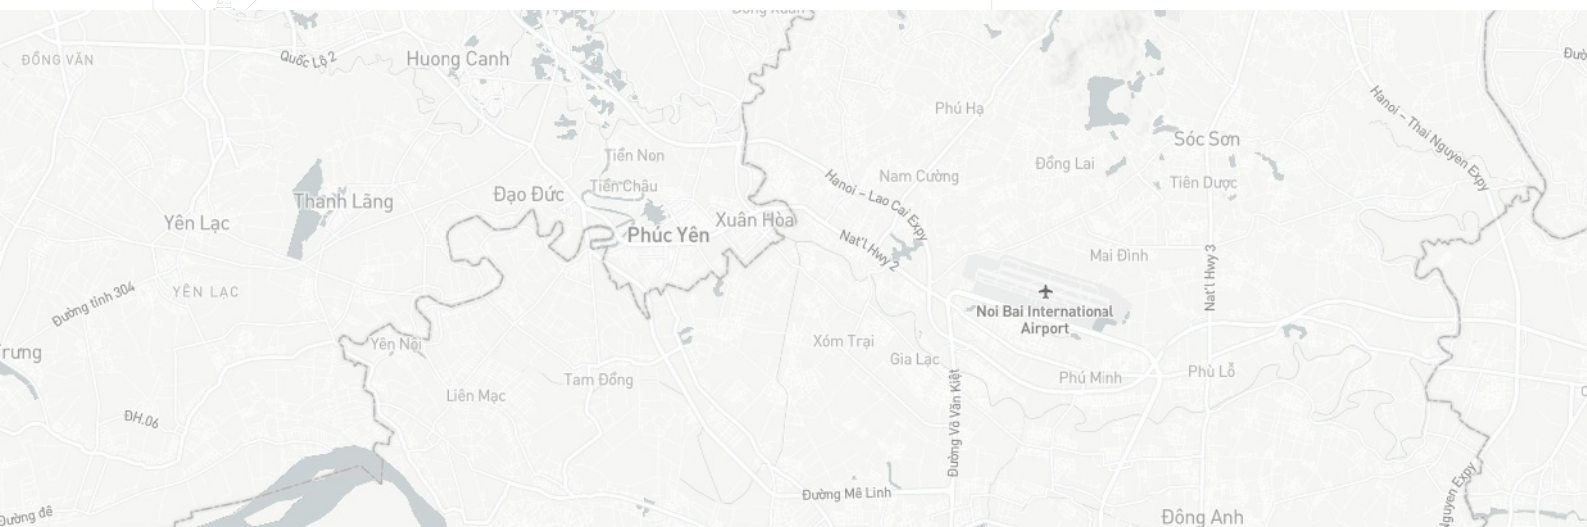 Đông Xuân
ĐỒNG VĂN
Quốc Lộ 2
Huong Canh
Hanoi – Thai Nguyen Expy
Phú Hạ
Sóc Sơn
Tiền Non
Đồng Lai
Nam Cường
Tiên Dược
Tiền Châu
Đạo Đức
Thanh Lãng
Hanoi – Lao Cai Expy
Yên Lạc
Xuân Hòa
Phúc Yên
Nat'l Hwy 2
Mai Đình
Nat'l Hwy 3
YÊN LẠC
Đường tỉnh 304
Noi Bai International
Airport
Yên Nội
Xóm Trại
Gia Lạc
Phú Minh
Phù Lỗ
Tam Đồng
Liên Mạc
ĐH.06
Đường Võ Văn Kiệt
Đường Mê Linh
Đường đê
Đông Anh